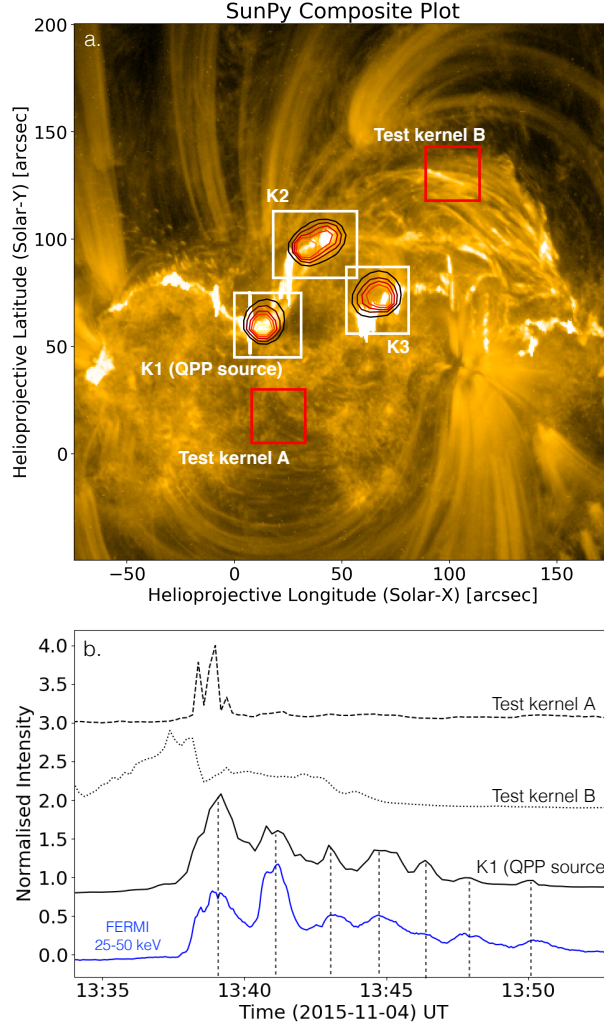 SunPy Composite Plot
a.
200
150
100
50
0
Helioprojective Latitude (Solar-Y) [arcsec]
Test kernel B
K2
K3
K1 (QPP source)
Test kernel A
−50 0 50 100 150
Helioprojective Longitude (Solar-X) [arcsec]
b.
4.0
3.5
3.0
2.5
2.0
1.5
1.0
0.5
0.0
Normalised Intensity
Test kernel A
Test kernel B
K1 (QPP source
FERMI
25-50 keV
13:35 13:40 13:45 13:50
Time (2015-11-04) UT